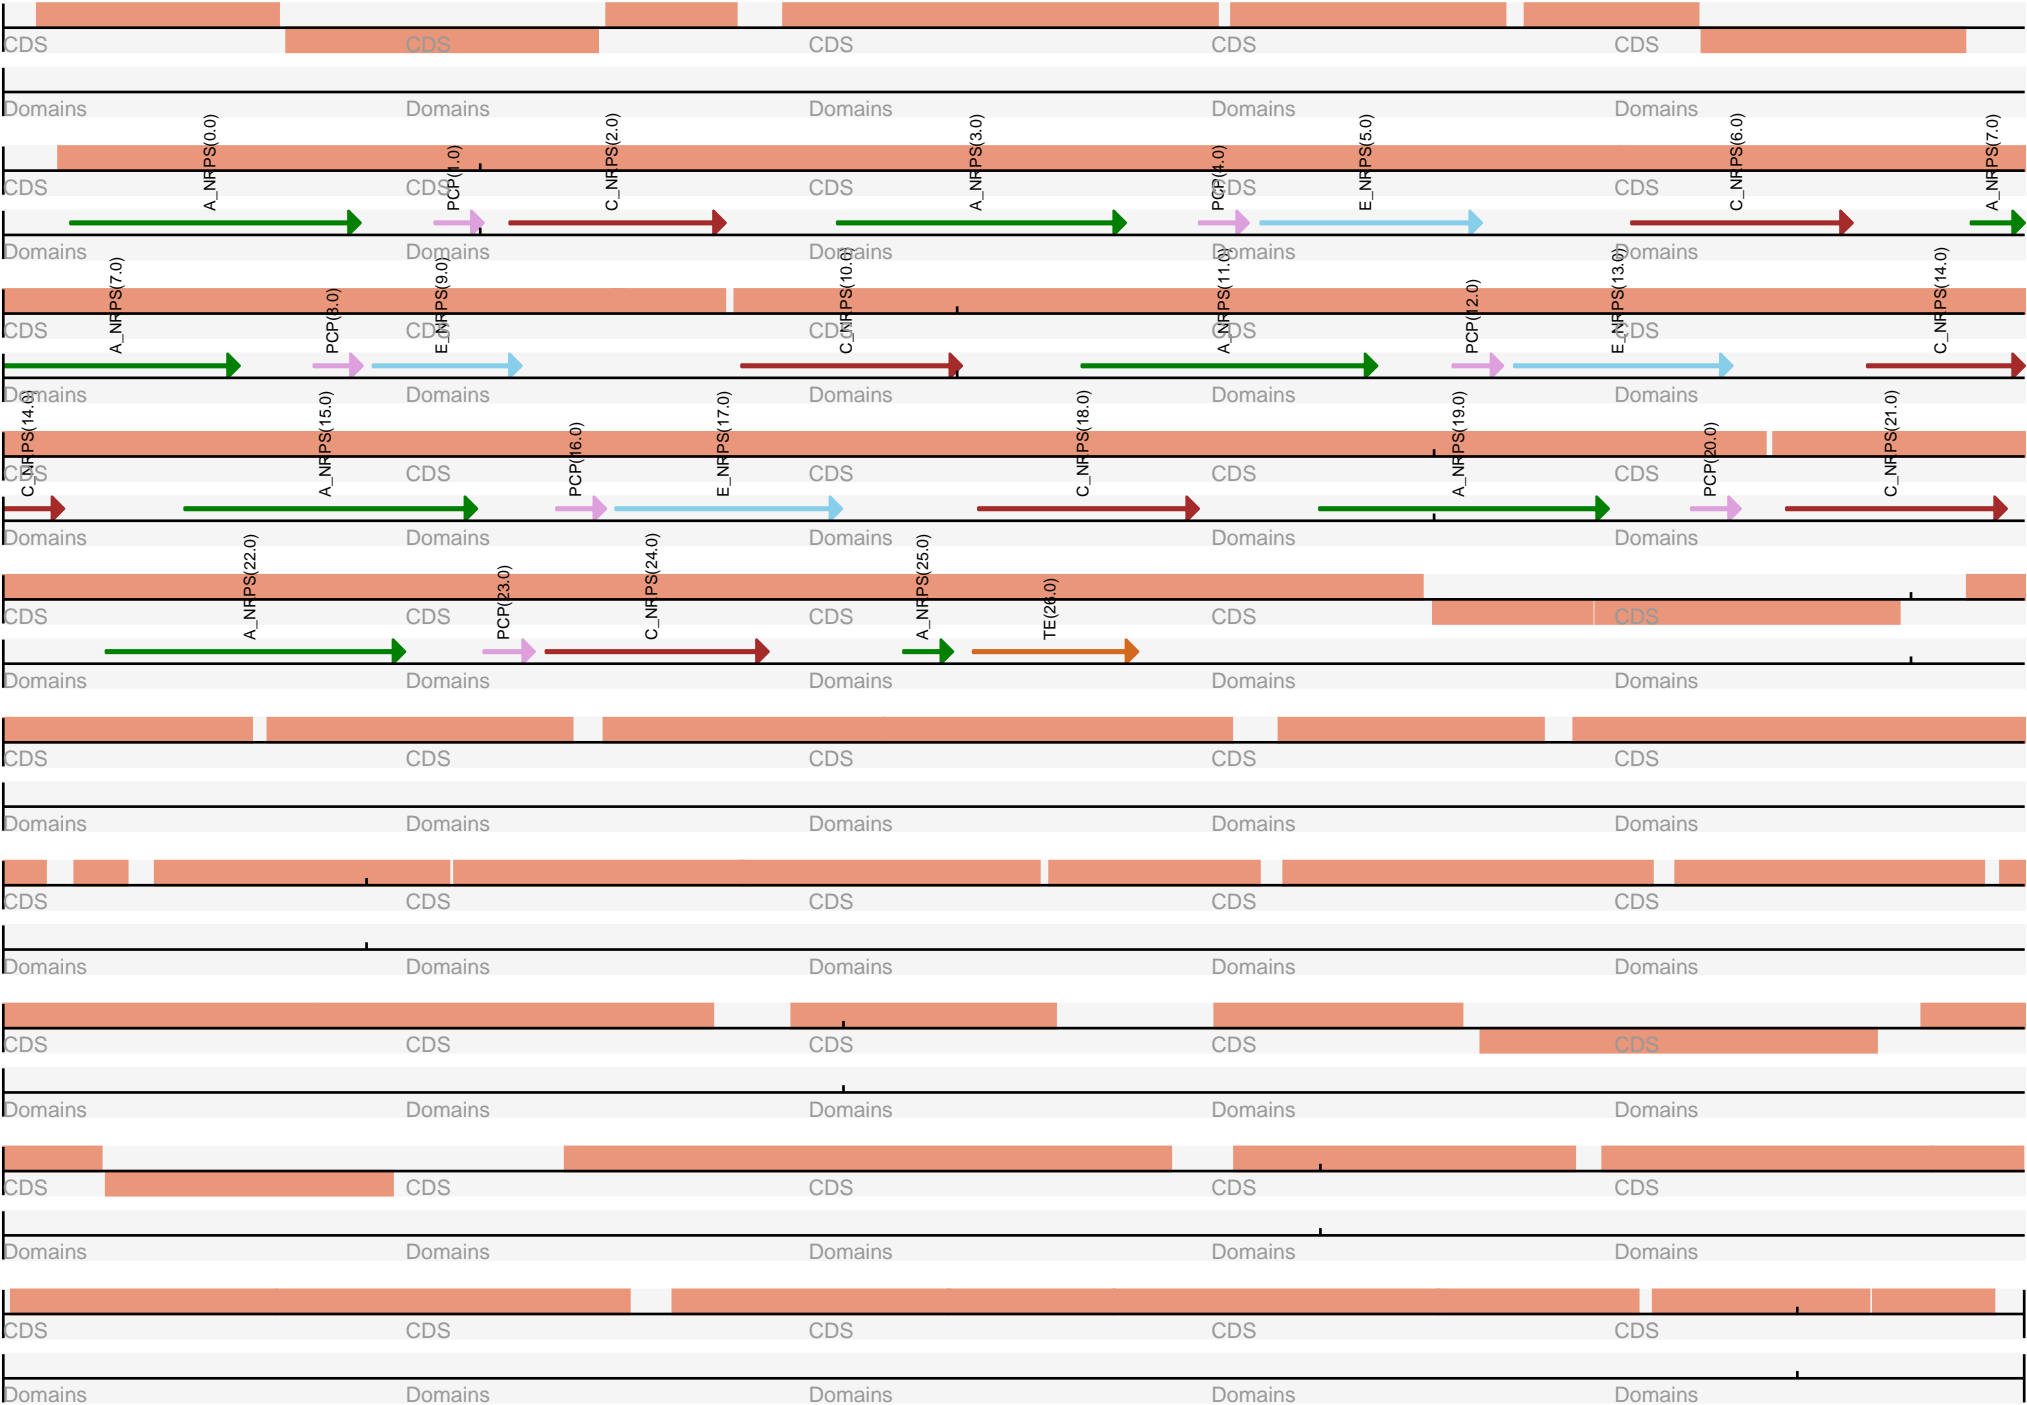 CDS CDS CDS CDS CDS
Domains Domains Domains Domains Domains
A_NRPS(0.0) PCP(1.0) C_NRPS(2.0) A_NRPS(3.0) PCP(4.0) E_NRPS(5.0) C_NRPS(6.0) A_NRPS(7.0)
CDS CDS CDS CDS CDS
Domains Domains Domains Domains Domains
A_NRPS(7.0) PCP(8.0) E_NRPS(9.0) C_NRPS(10.0) A_NRPS(11.0) PCP(12.0) E_NRPS(13.0) C_NRPS(14.0)
CDS CDS CDS CDS CDS
Domains Domains Domains Domains Domains
C_NRPS(14.0) A_NRPS(15.0) PCP(16.0) E_NRPS(17.0) C_NRPS(18.0) A_NRPS(19.0) PCP(20.0) C_NRPS(21.0)
CDS CDS CDS CDS CDS
Domains Domains Domains Domains Domains
A_NRPS(22.0) PCP(23.0) C_NRPS(24.0) A_NRPS(25.0) TE(26.0)
CDS CDS CDS CDS CDS
Domains Domains Domains Domains Domains
CDS CDS CDS CDS CDS
Domains Domains Domains Domains Domains
CDS CDS CDS CDS CDS
Domains Domains Domains Domains Domains
CDS CDS CDS CDS CDS
Domains Domains Domains Domains Domains
CDS CDS CDS CDS CDS
Domains Domains Domains Domains Domains
CDS CDS CDS CDS CDS
Domains Domains Domains Domains Domains